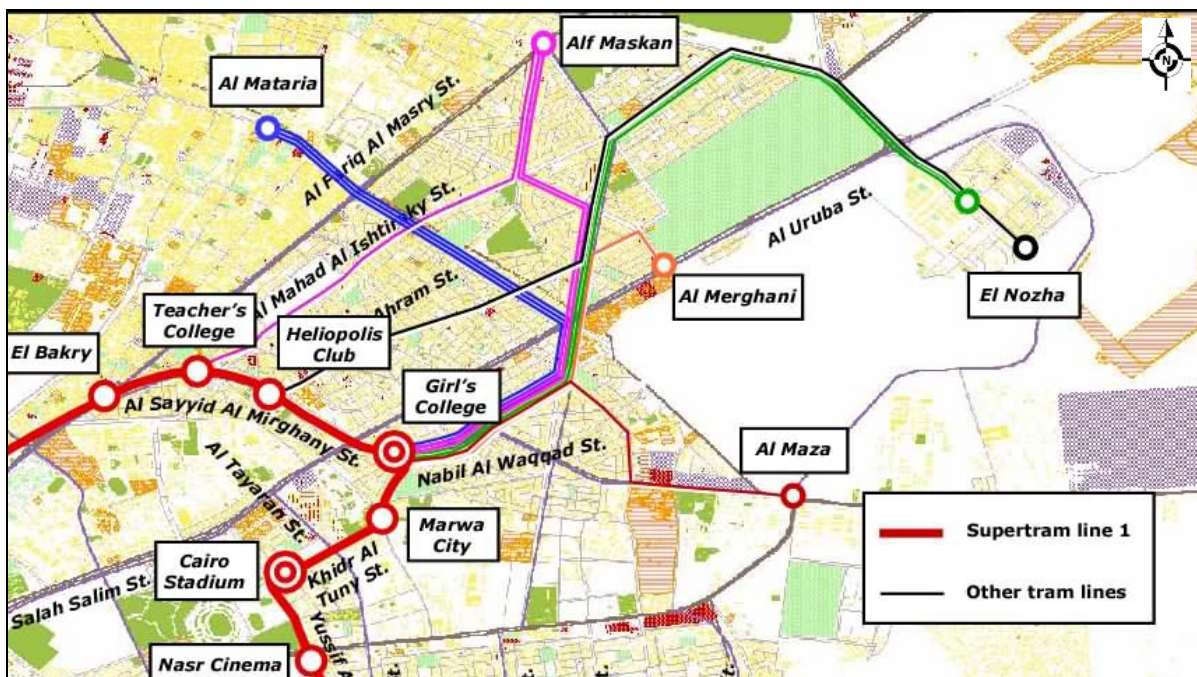 Alf Maskan
N
Al Mataria
Al Fariq Al Masry St.
Al Mahad Al Ishtiraky St.
Al Uruba St.
Al Merghani
El Nozha
Teacher's
College
Ahram St.
Heliopolis
Club
El Bakry
Girl's
College
Al Sayyid Al Mirghany St.
Al Tayaran St.
Nabil Al Waqqad St.
Al Maza
Marwa
City
Cairo
Stadium
Khidr Al
Tuny St.
Salah Salim St.
Yussif A
Nasr Cinema
St.
St.
Supertram line 1
Other tram lines